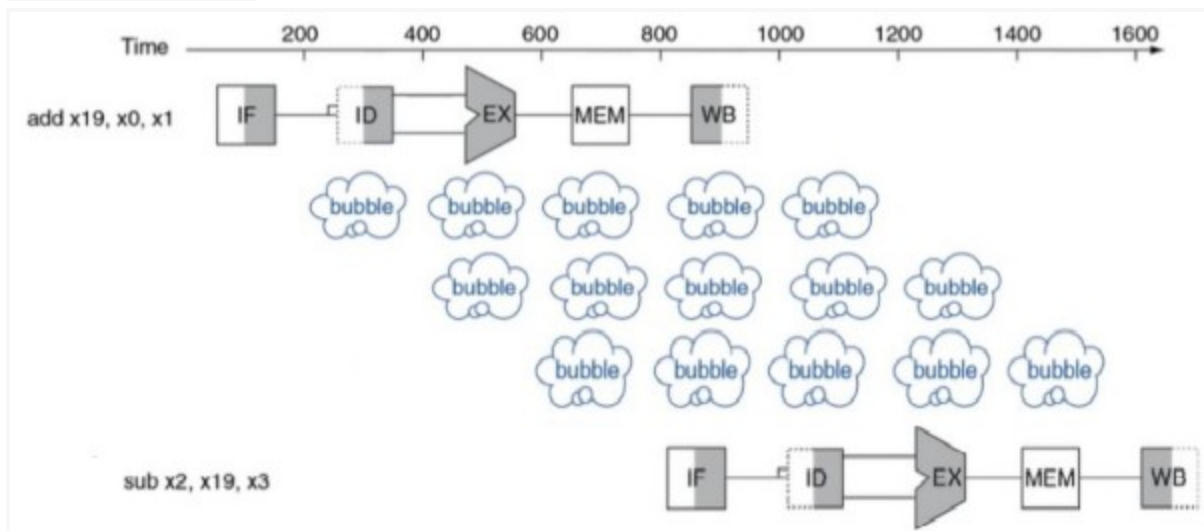 Time 200 400 600 800 1000 1200 1400 1600
add x19, x0, x1 IF ID EX MEM WB
bubble bubble bubble bubble bubble
bubble bubble bubble bubble bubble
bubble bubble bubble bubble bubble
sub x2, x19, x3 IF ID EX MEM WB